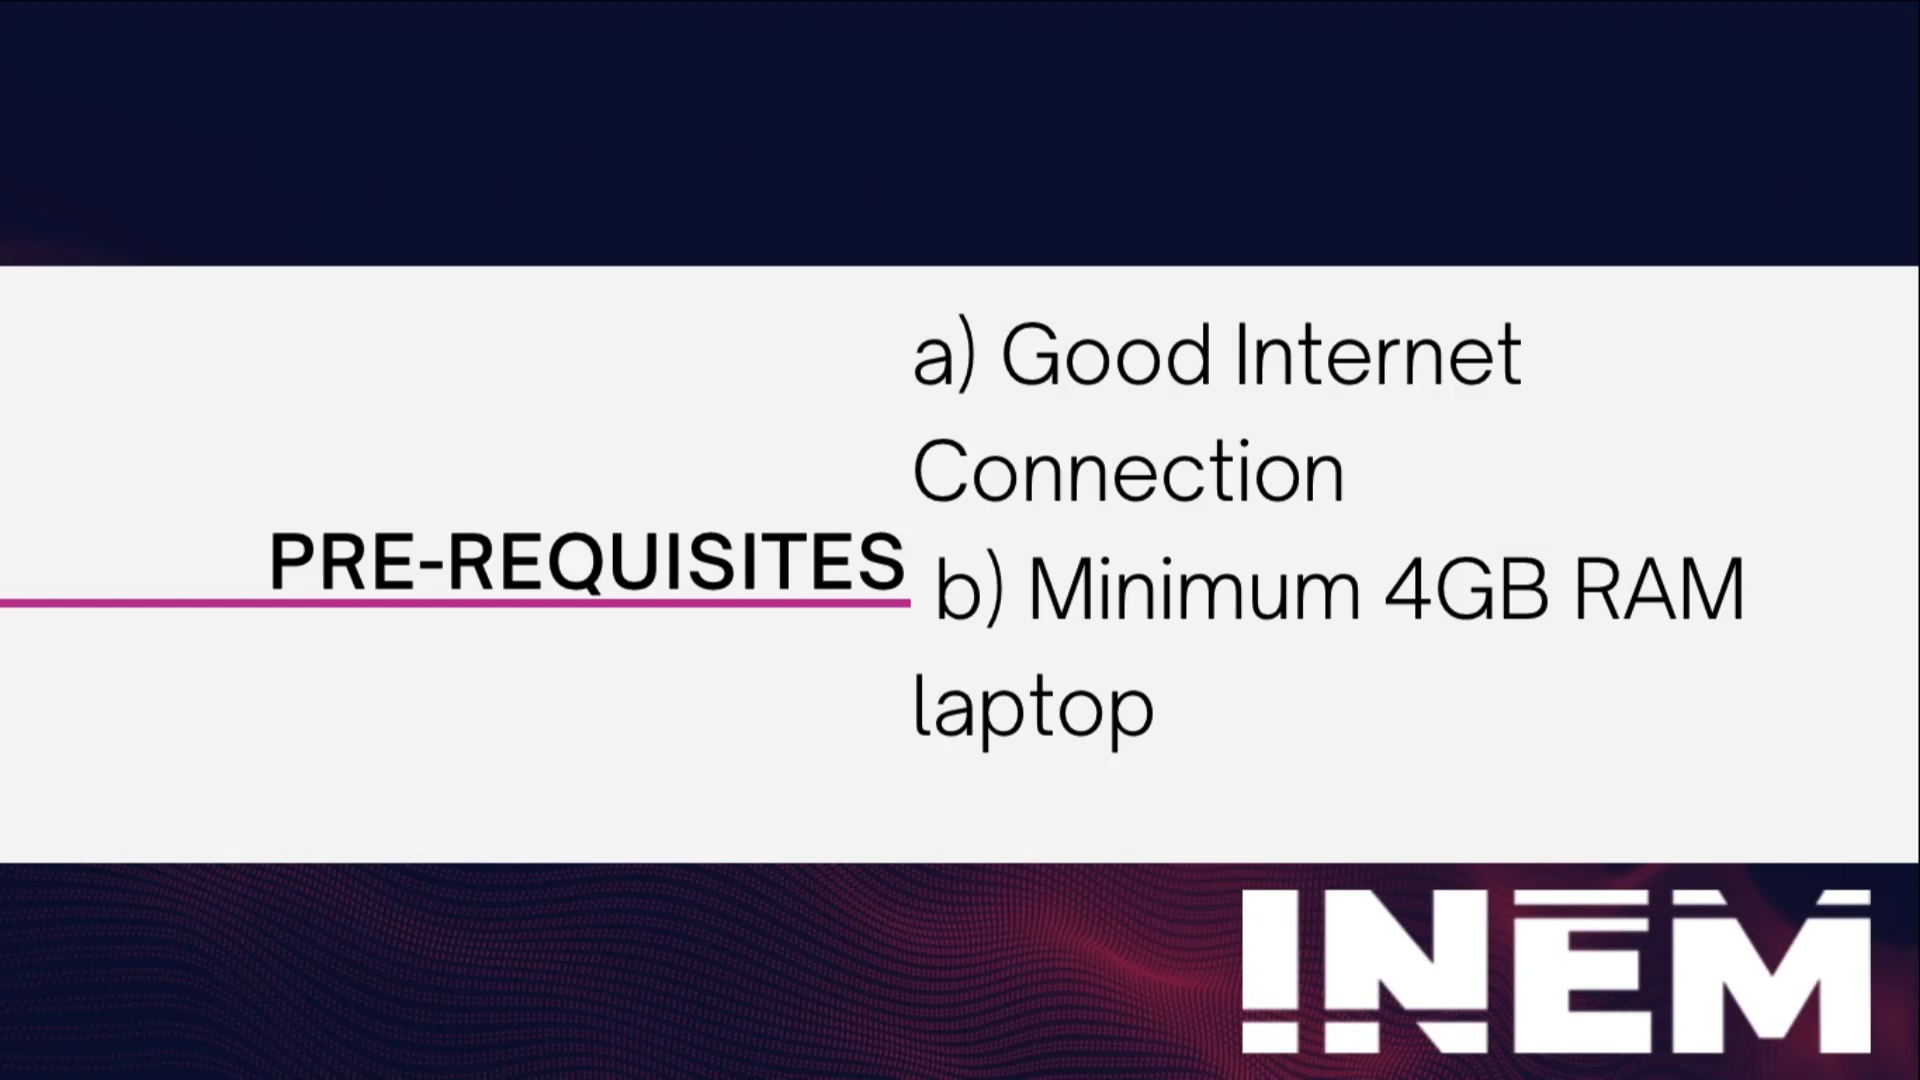 PRE-REQUISITES
a) Good Internet
Connection
b) Minimum 4GB RAM
laptop
INEM